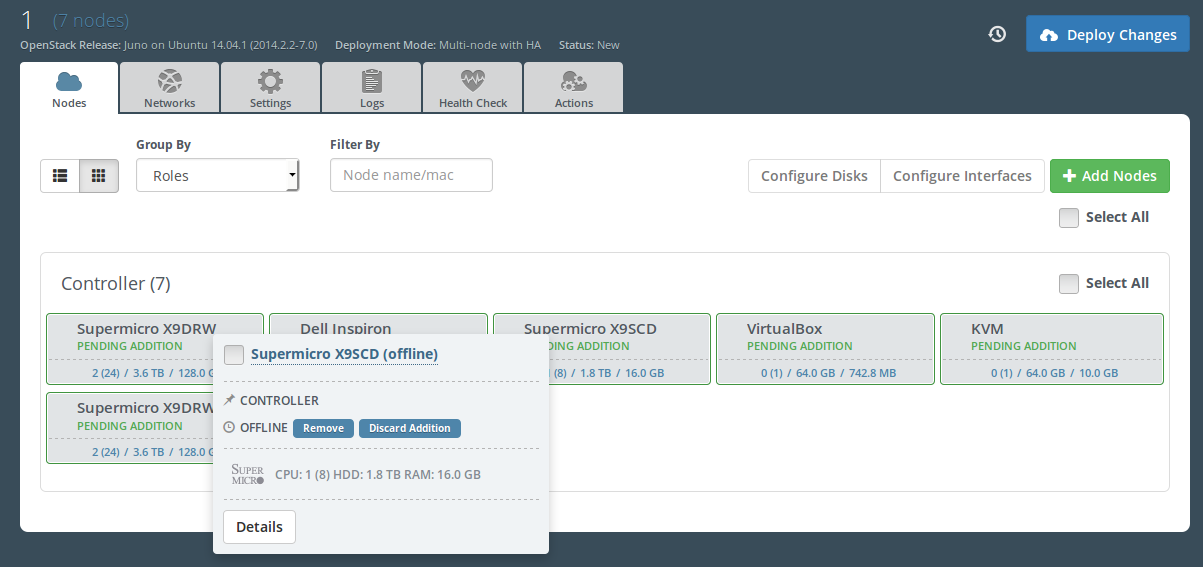 1 (7 nodes)
OpenStack Release: Juno on Ubuntu 14.04.1 (2014.2.2-7.0) Deployment Mode: Multi-node with HA Status: New
Deploy Changes
Nodes Networks Settings Logs Health Check Actions
Group By Filter By
Roles Node name/mac
Configure Disks Configure Interfaces Add Nodes
Select All
Controller (7) Select All
Supermicro X9DRW Dell Inspiron Supermicro X9SCD VirtualBox KVM
PENDING ADDITION PENDING ADDITION PENDING ADDITION
2 (24) / 3.6 TB / 128.0 (8) / 1.8 TB / 16.0 GB 0 (1) / 64.0 GB / 742.8 MB 0 (1) / 64.0 GB / 10.0 GB
Supermicro X9DRW
PENDING ADDITION
2 (24) / 3.6 TB / 128.0
Supermicro X9SCD (offline)
CONTROLLER
OFFLINE Remove Discard Addition
SUPER
MICRO
CPU: 1 (8) HDD: 1.8 TB RAM: 16.0 GB
Details